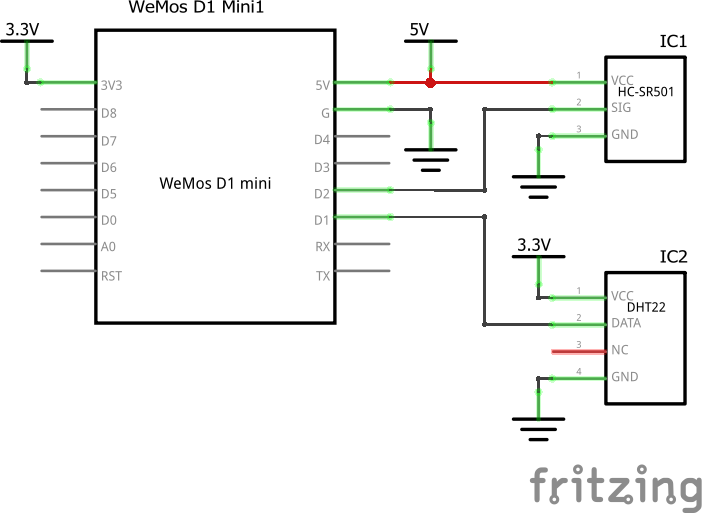 WeMos D1 Mini1
3.3V
5V
IC1
3V3
D8
D7
D6
D5
D0
A0
RST
WeMos D1 mini
5V
G
D4
D3
D2
D1
RX
TX
1
VCC
HC-SR501
2
SIG
3
GND
3.3V
IC2
1
VCC
DHT22
2
DATA
3
NC
4
GND
fritzing